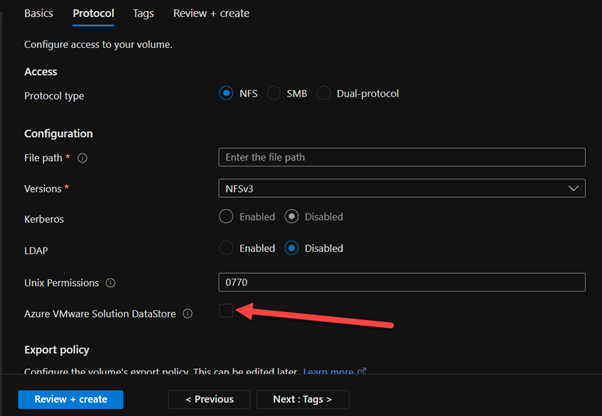 Basics Protocol Tags Review + create
Configure access to your volume.
Access
Protocol type NFS SMB Dual-protocol
Configuration
File path * Enter the file path
Versions * NFSv3
Kerberos Enabled Disabled
LDAP Enabled Disabled
Unix Permissions 0770
Azure VMware Solution DataStore
Export policy
Configure the volume's export policy. This can be edited later. Learn more
Review + create < Previous Next : Tags >